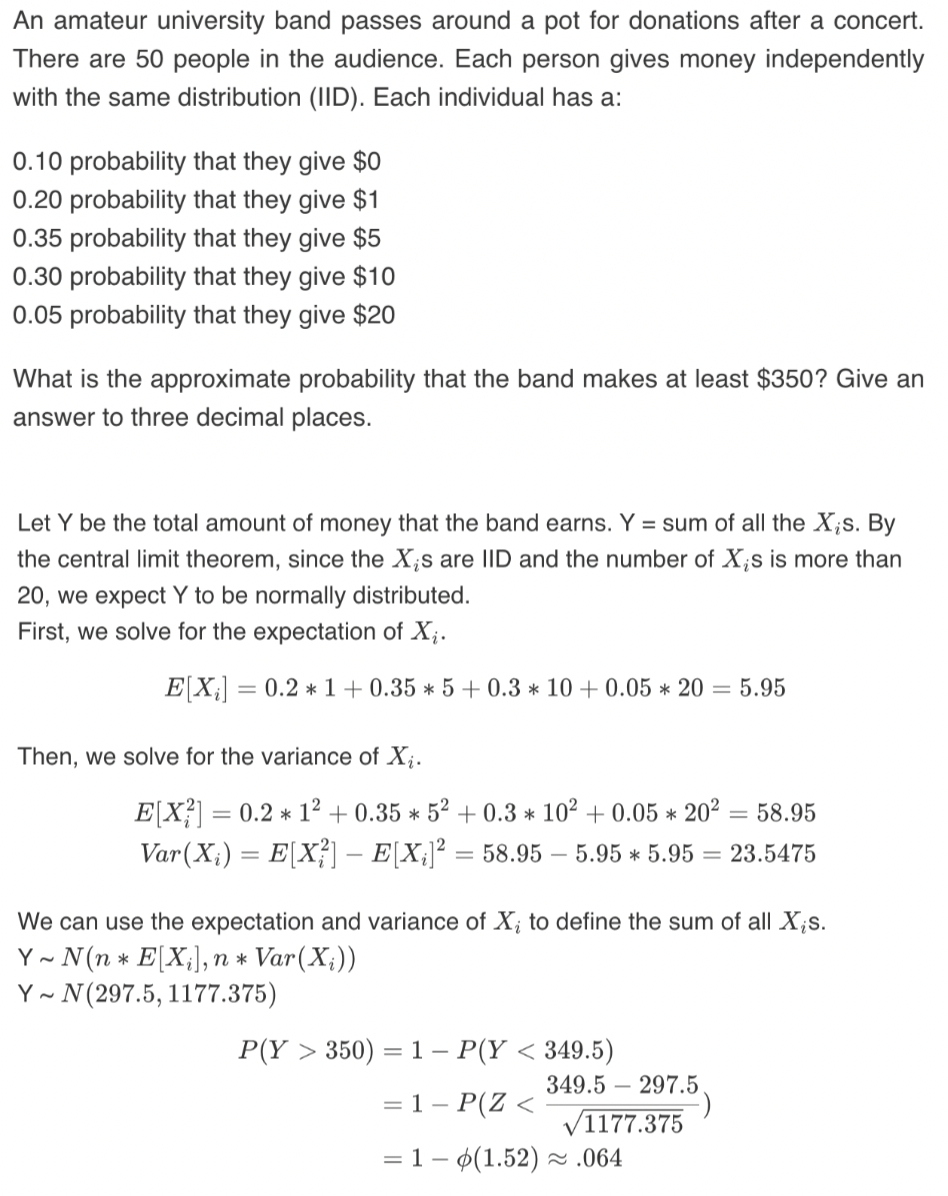 An amateur university band passes around a pot for donations after a concert.
There are 50 people in the audience. Each person gives money independently
with the same distribution (IID). Each individual has a:
0.10 probability that they give $0
0.20 probability that they give $1
0.35 probability that they give $5
0.30 probability that they give $10
0.05 probability that they give $20
What is the approximate probability that the band makes at least $350? Give an
answer to three decimal places.
Let Y be the total amount of money that the band earns. Y = sum of all the $X_i$s. By
the central limit theorem, since the $X_i$s are IID and the number of $X_i$s is more than
20, we expect Y to be normally distributed.
First, we solve for the expectation of $X_i$.
$E[X_i] = 0.2 * 1 + 0.35 * 5 + 0.3 * 10 + 0.05 * 20 = 5.95$
Then, we solve for the variance of $X_i$.
$E[X_i^2] = 0.2 * 1^2 + 0.35 * 5^2 + 0.3 * 10^2 + 0.05 * 20^2 = 58.95$
$Var(X_i) = E[X_i^2] - E[X_i]^2 = 58.95 - 5.95 * 5.95 = 23.5475$
We can use the expectation and variance of $X_i$ to define the sum of all $X_i$s.
Y ~ $N(n * E[X_i], n * Var(X_i))$
Y ~ $N(297.5, 1177.375)$
$P(Y > 350) = 1 - P(Y < 349.5)$
$= 1 - P(Z < \frac{349.5 - 297.5}{\sqrt{1177.375}})$
$= 1 - \phi(1.52) \approx .064$